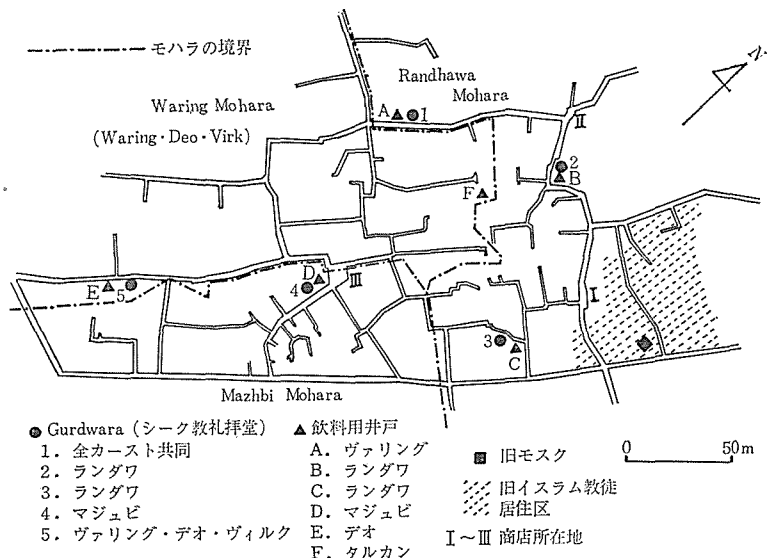 モハラの境界
Randhawa
Mohara
Waring Mohara
(Waring・Deo・Virk)
N
A
1
II
2
B
F
D
4
III
E
5
I
3
C
Mazhbi Mohara
Gurdwara(シーク教礼拝堂)
1. 全カースト共同
2. ランダワ
3. ランダワ
4. マジュビ
5. ヴァリング・デオ・ヴィルク
飲料用井戸
A. ヴァリング
B. ランダワ
C. ランダワ
D. マジュビ
E. デオ
F. タルカン
旧モスク
旧イスラム教徒
居住区
I~III 商店所在地
0 50m